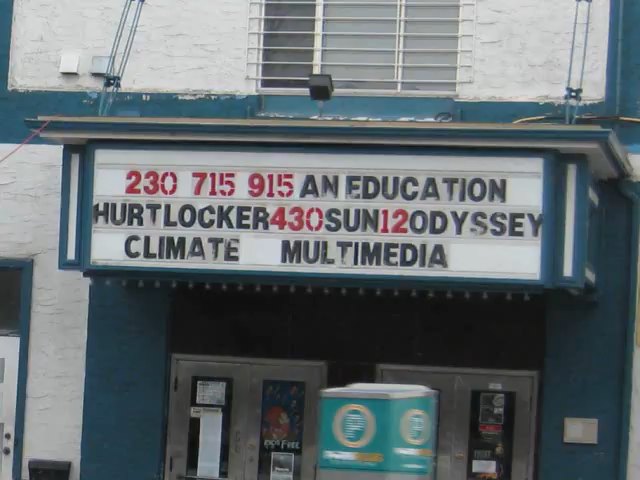 230 715 915 AN EDUCATION
HURT LOCKER 430 SUN 12 ODYSSEY
CLIMATE MULTIMEDIA